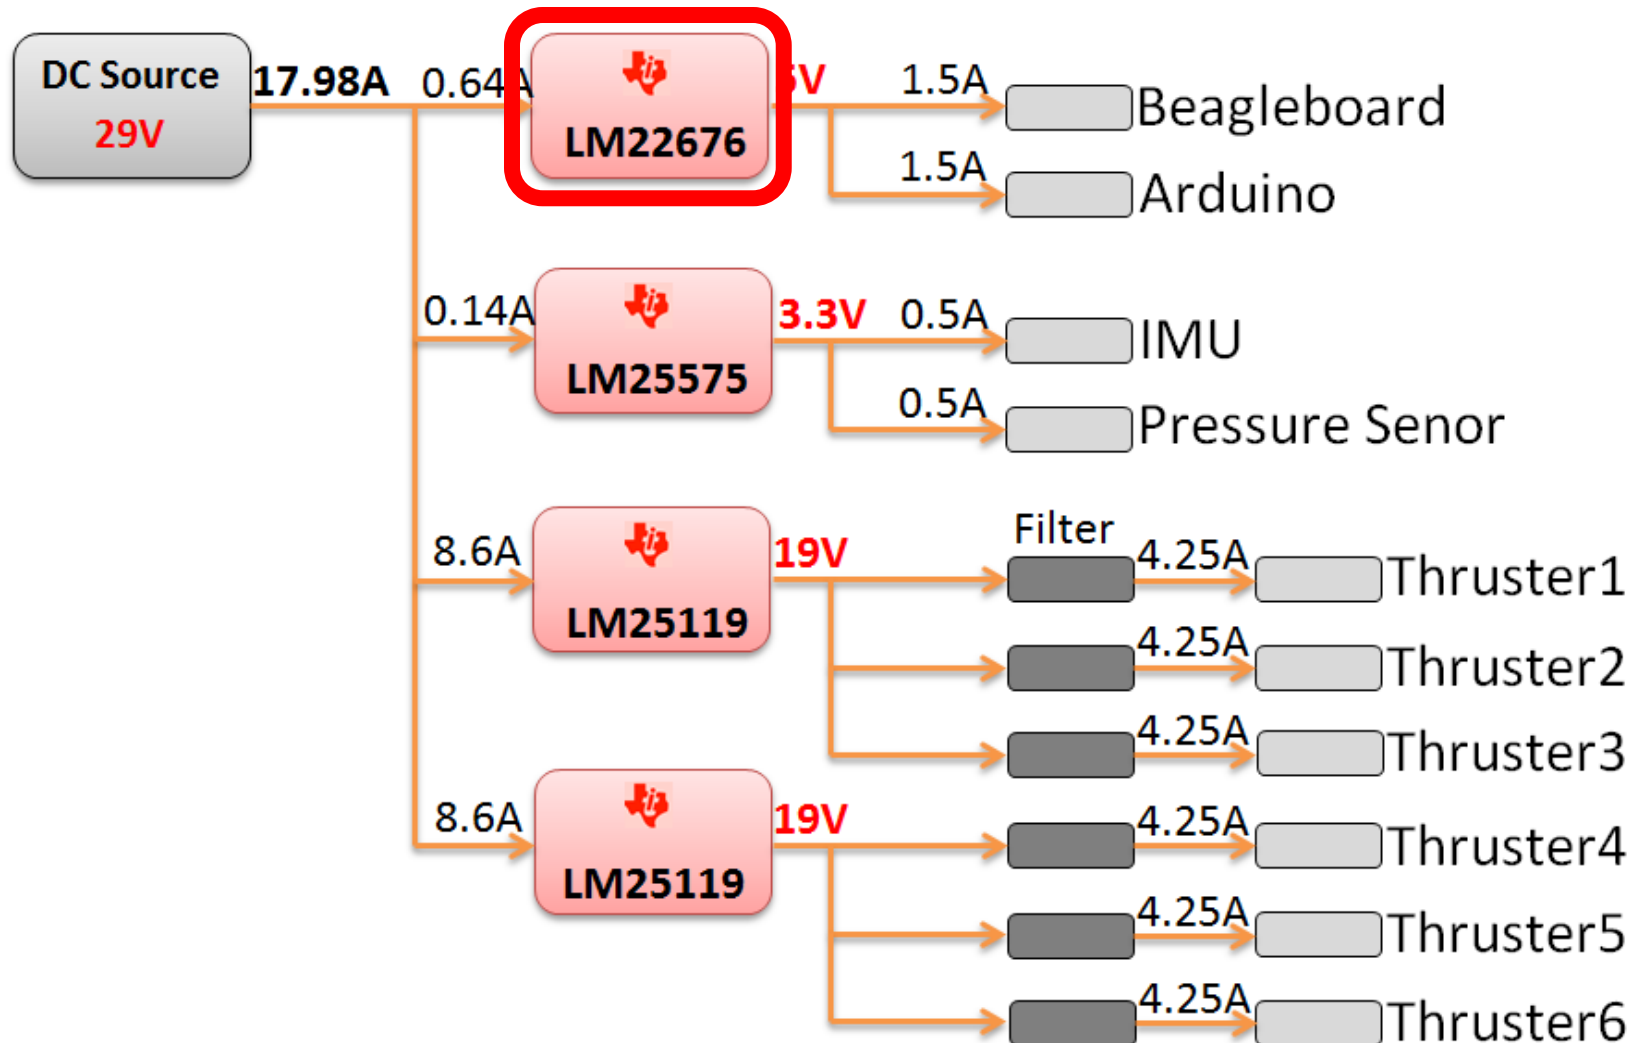 DC Source
29V
17.98A
0.64A
LM22676
5V
1.5A
Beagleboard
1.5A
Arduino
0.14A
LM25575
3.3V
0.5A
IMU
0.5A
Pressure Senor
8.6A
LM25119
19V
Filter
4.25A
Thruster1
4.25A
Thruster2
4.25A
Thruster3
8.6A
LM25119
19V
4.25A
Thruster4
4.25A
Thruster5
4.25A
Thruster6